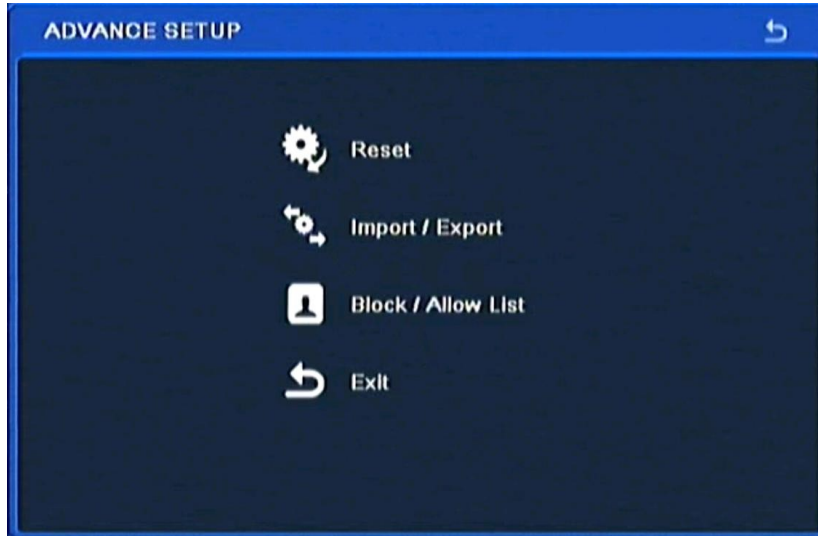 ADVANCE SETUP
Reset
Import / Export
Block / Allow List
Exit